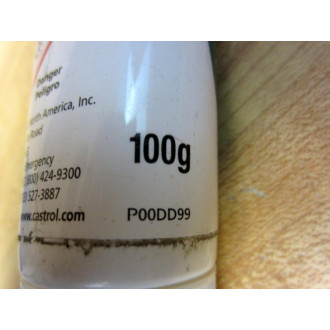 Danger
Peligro
North America, Inc.
Road
100g
Emergency
(800) 424-9300
527-3887
www.castrol.com
P00DD99